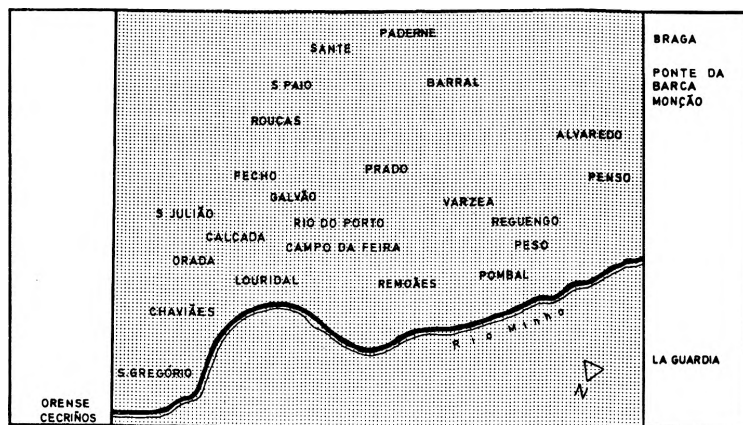 PADERNE
SANTE
BRAGA
S PAIO
BARRAL
PONTE DA
BARCA
MONÇÃO
ROUÇAS
ALVAREDO
PRADO
FECHO
PENSO
GALVÃO
VARZEA
S. JULIÃO
RIO DO PORTO
REGUENGO
CALÇADA
CAMPO DA FEIRA
PESO
ORADA
LOURIDAL
REMOÃES
POMBAL
CHAVIÃES
Rio Minho
S.GREGÓRIO
LA GUARDIA
N
ORENSE
CECRIÑOS